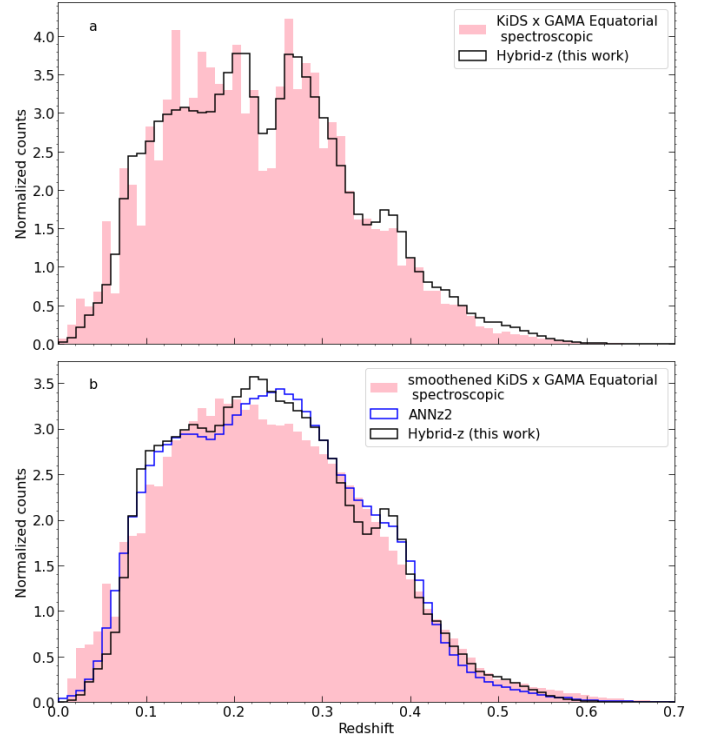 a
KiDS x GAMA Equatorial
spectroscopic
Hybrid-z (this work)
Normalized counts
4.0
3.5
3.0
2.5
2.0
1.5
1.0
0.5
0.0
b
smoothened KiDS x GAMA Equatorial
spectroscopic
ANNz2
Hybrid-z (this work)
Normalized counts
3.5
3.0
2.5
2.0
1.5
1.0
0.5
0.0
0.0 0.1 0.2 0.3 0.4 0.5 0.6 0.7
Redshift